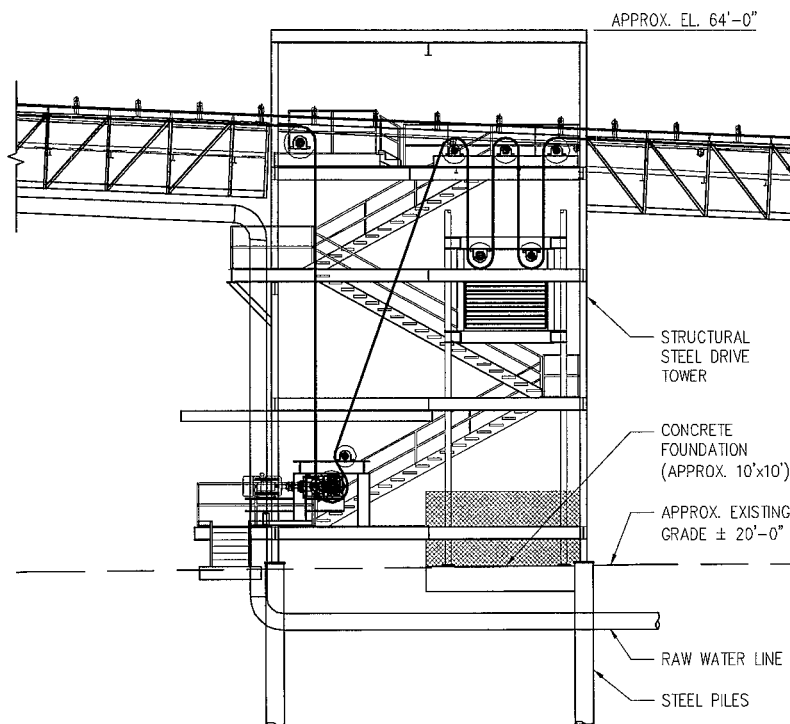 APPROX. EL. 64'-0"
STRUCTURAL
STEEL DRIVE
TOWER
CONCRETE
FOUNDATION
(APPROX. 10'x10')
APPROX. EXISTING
GRADE ± 20'-0"
RAW WATER LINE
STEEL PILES